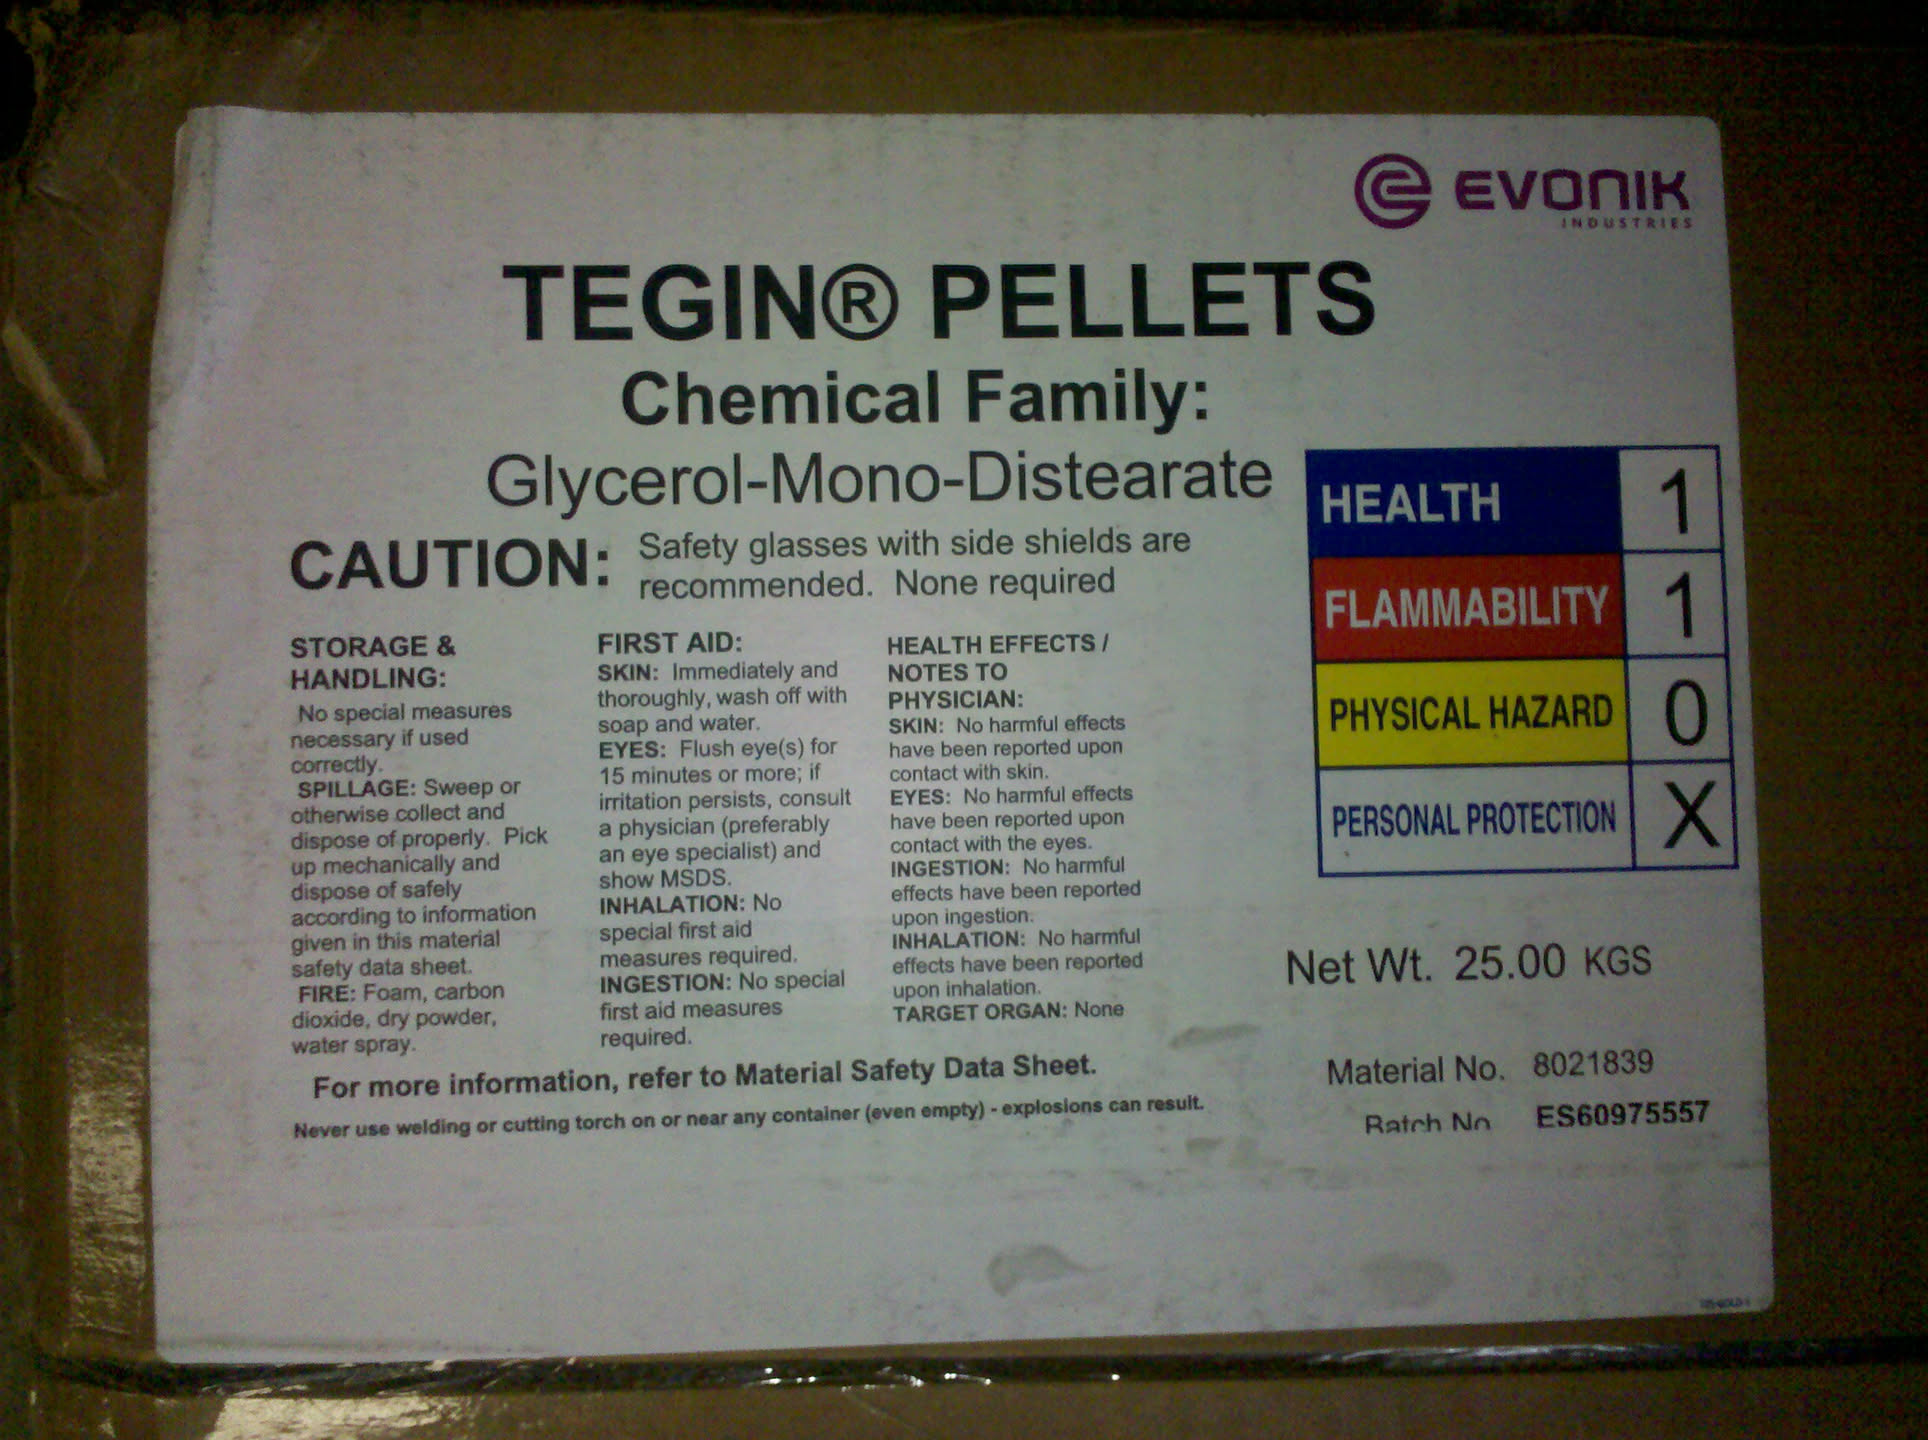 EVONIK
INDUSTRIES
TEGIN® PELLETS
Chemical Family:
Glycerol-Mono-Distearate
CAUTION: Safety glasses with side shields are
recommended. None required
STORAGE &
HANDLING:
No special measures
necessary if used
correctly.
SPILLAGE: Sweep or
otherwise collect and
dispose of properly. Pick
up mechanically and
dispose of safely
according to information
given in this material
safety data sheet.
FIRE: Foam, carbon
dioxide, dry powder,
water spray.
FIRST AID:
SKIN: Immediately and
thoroughly, wash off with
soap and water.
EYES: Flush eye(s) for
15 minutes or more; if
irritation persists, consult
a physician (preferably
an eye specialist) and
show MSDS.
INHALATION: No
special first aid
measures required.
INGESTION: No special
first aid measures
required.
HEALTH EFFECTS /
NOTES TO
PHYSICIAN:
SKIN: No harmful effects
have been reported upon
contact with skin.
EYES: No harmful effects
have been reported upon
contact with the eyes.
INGESTION: No harmful
effects have been reported
upon ingestion.
INHALATION: No harmful
effects have been reported
upon inhalation.
TARGET ORGAN: None
For more information, refer to Material Safety Data Sheet.
Never use welding or cutting torch on or near any container (even empty) - explosions can result.
HEALTH 1
FLAMMABILITY 1
PHYSICAL HAZARD 0
PERSONAL PROTECTION X
Net Wt. 25.00 KGS
Material No. 8021839
Batch No ES60975557